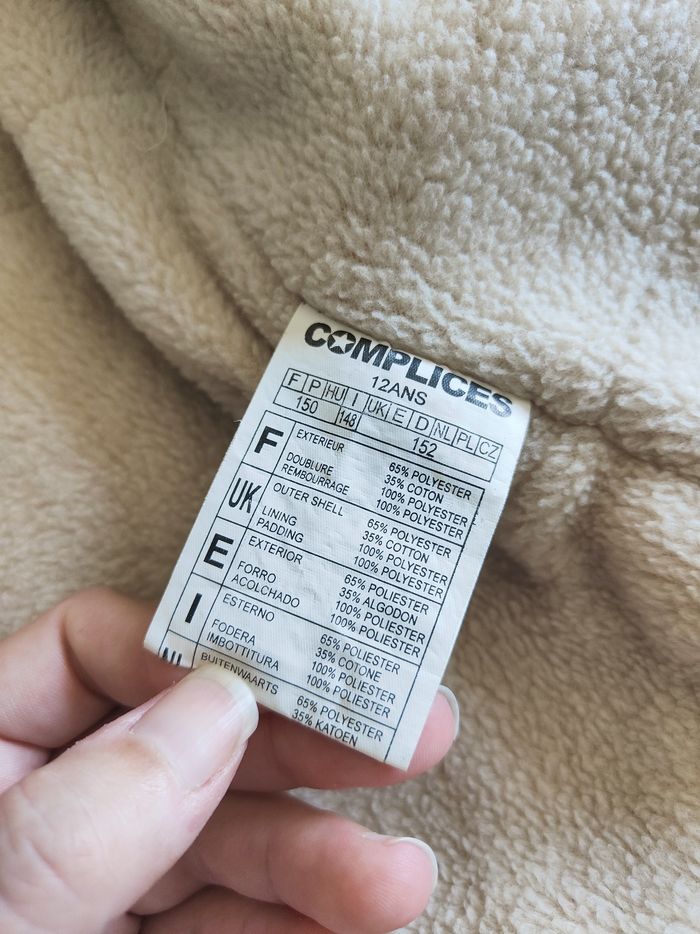 COMPLICES
12ANS
F P HU I UK E D NL PL CZ
150 148 152
F EXTERIEUR 65% POLYESTER
35% COTON
DOUBLURE 100% POLYESTER
REMBOURRAGE 100% POLYESTER
UK OUTER SHELL 65% POLYESTER
35% COTTON
LINING 100% POLYESTER
PADDING 100% POLYESTER
E EXTERIOR 65% POLIESTER
35% ALGODON
FORRO 100% POLIESTER
ACOLCHADO 100% POLIESTER
I ESTERNO 65% POLIESTER
35% COTONE
FODERA 100% POLIESTER
IMBOTTITURA 100% POLIESTER
NL BUITENWAARTS 65% POLYESTER
35% KATOEN